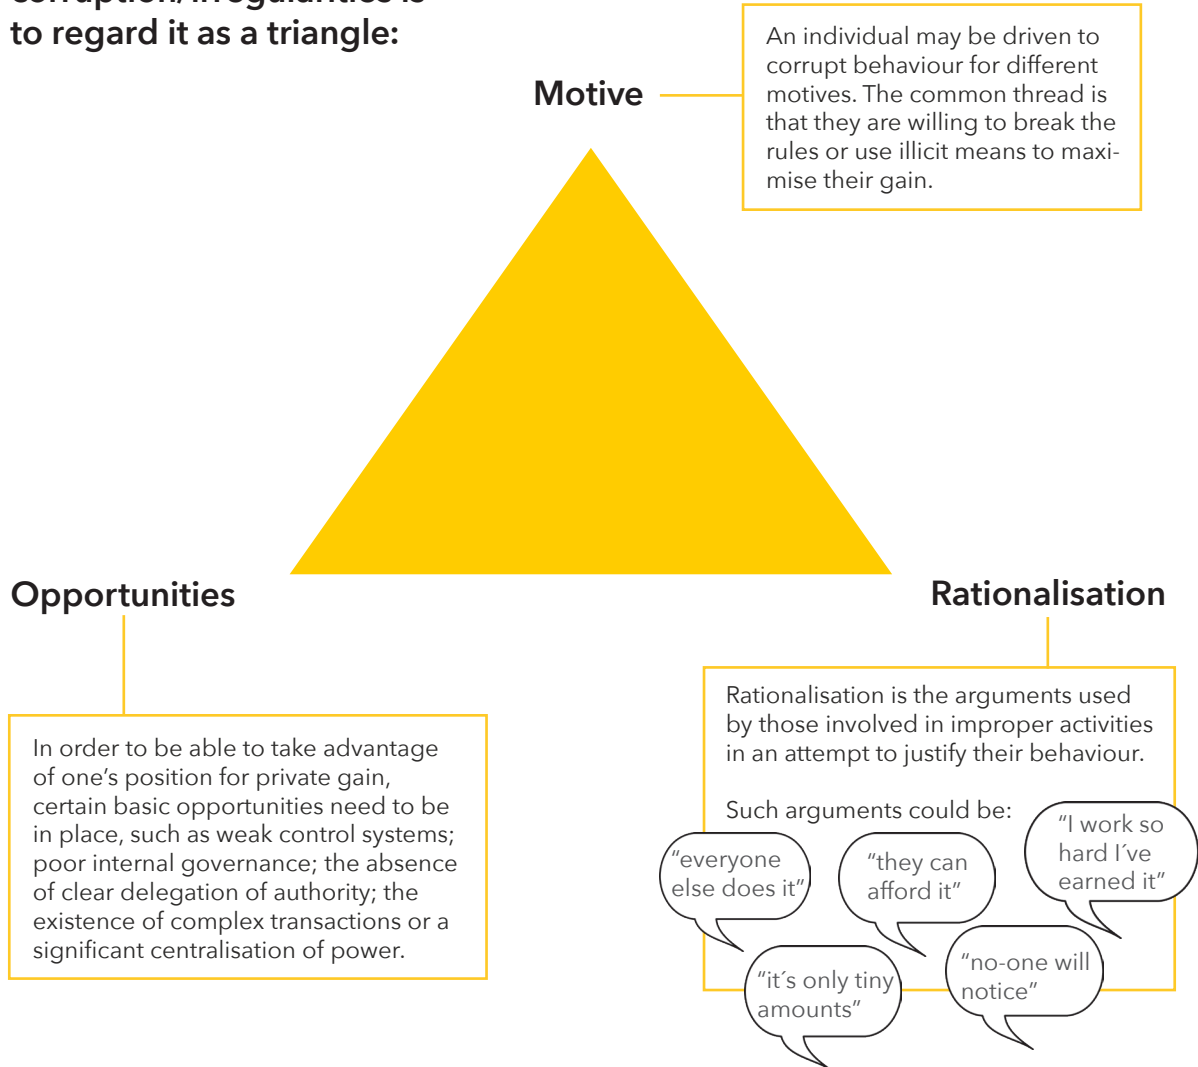 corruption/irregularities is
to regard it as a triangle:
Motive
An individual may be driven to
corrupt behaviour for different
motives. The common thread is
that they are willing to break the
rules or use illicit means to maxi-
mise their gain.
Opportunities
In order to be able to take advantage
of one’s position for private gain,
certain basic opportunities need to be
in place, such as weak control systems;
poor internal governance; the absence
of clear delegation of authority; the
existence of complex transactions or a
significant centralisation of power.
Rationalisation
Rationalisation is the arguments used
by those involved in improper activities
in an attempt to justify their behaviour.
Such arguments could be:
“everyone
else does it”
“they can
afford it”
“I work so
hard I´ve
earned it”
“it´s only tiny
amounts”
“no-one will
notice”